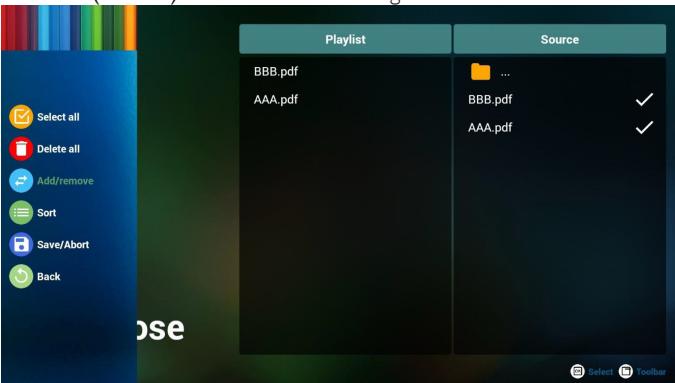 Playlist
Source
BBB.pdf
AAA.pdf
...
BBB.pdf
AAA.pdf
Select all
Delete all
Add/remove
Sort
Save/Abort
Back
ose
Select
Toolbar